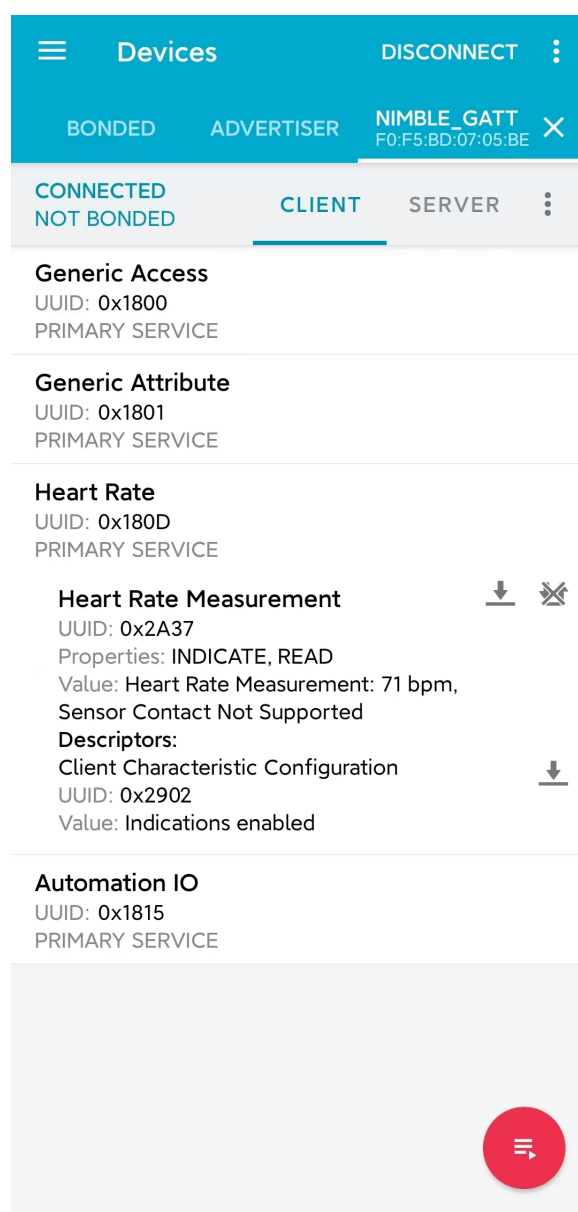 Devices
DISCONNECT
BONDED
ADVERTISER
NIMBLE_GATT
F0:F5:BD:07:05:BE
CONNECTED
NOT BONDED
CLIENT
SERVER
Generic Access
UUID: 0x1800
PRIMARY SERVICE
Generic Attribute
UUID: 0x1801
PRIMARY SERVICE
Heart Rate
UUID: 0x180D
PRIMARY SERVICE
Heart Rate Measurement
UUID: 0x2A37
Properties: INDICATE, READ
Value: Heart Rate Measurement: 71 bpm,
Sensor Contact Not Supported
Descriptors:
Client Characteristic Configuration
UUID: 0x2902
Value: Indications enabled
Automation IO
UUID: 0x1815
PRIMARY SERVICE